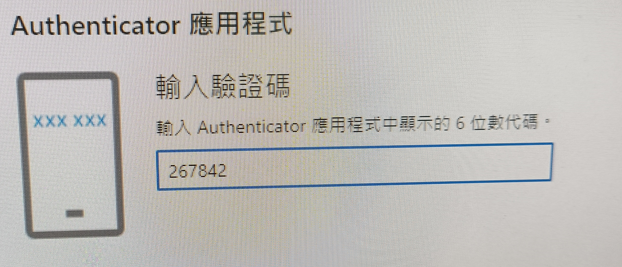 Authenticator 應用程式
XXX XXX
輸入驗證碼
輸入 Authenticator 應用程式中顯示的 6 位數代碼。
267842